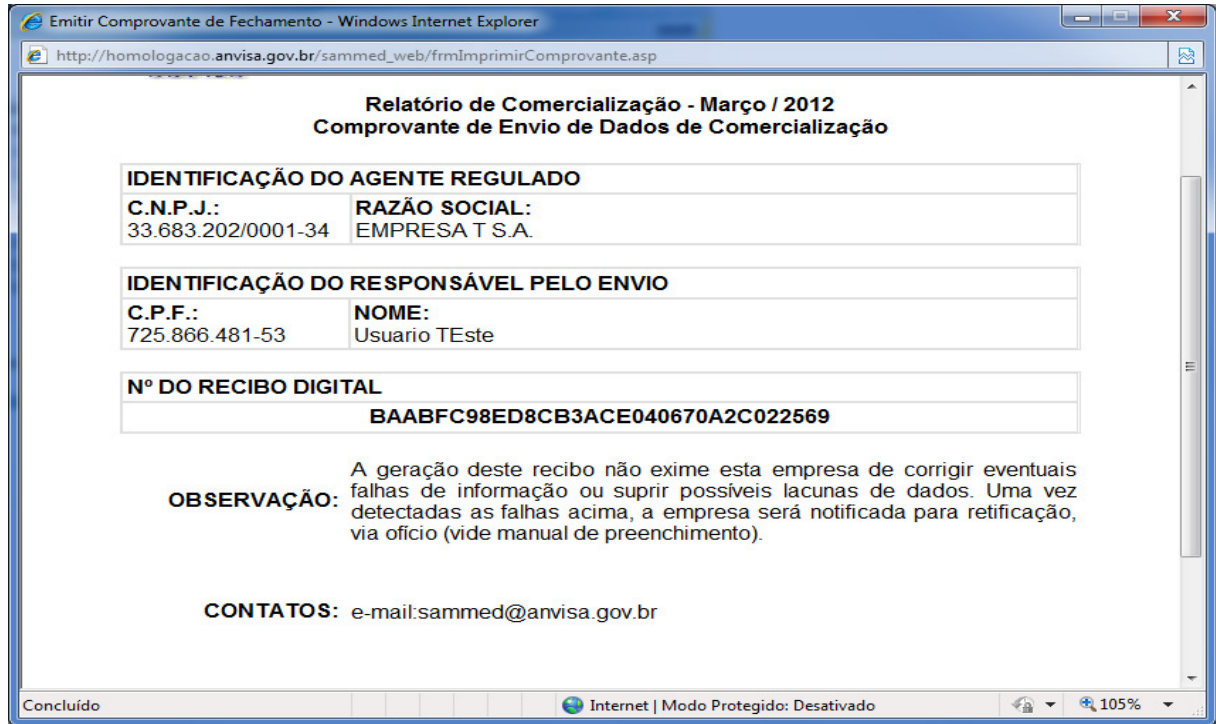 Emitir Comprovante de Fechamento - Windows Internet Explorer
http://homologacao.anvisa.gov.br/sammed_web/frmImprimirComprovante.asp
Relatório de Comercialização - Março / 2012
Comprovante de Envio de Dados de Comercialização
IDENTIFICAÇÃO DO AGENTE REGULADO
C.N.P.J.: RAZÃO SOCIAL:
33.683.202/0001-34 EMPRESA T S.A.
IDENTIFICAÇÃO DO RESPONSÁVEL PELO ENVIO
C.P.F.: NOME:
725.866.481-53 Usuario TEste
Nº DO RECIBO DIGITAL
BAABFC98ED8CB3ACE040670A2C022569
OBSERVAÇÃO:
A geração deste recibo não exime esta empresa de corrigir eventuais
falhas de informação ou suprir possíveis lacunas de dados. Uma vez
detectadas as falhas acima, a empresa será notificada para retificação,
via ofício (vide manual de preenchimento).
CONTATOS: e-mail:sammed@anvisa.gov.br
Concluído Internet | Modo Protegido: Desativado 105%